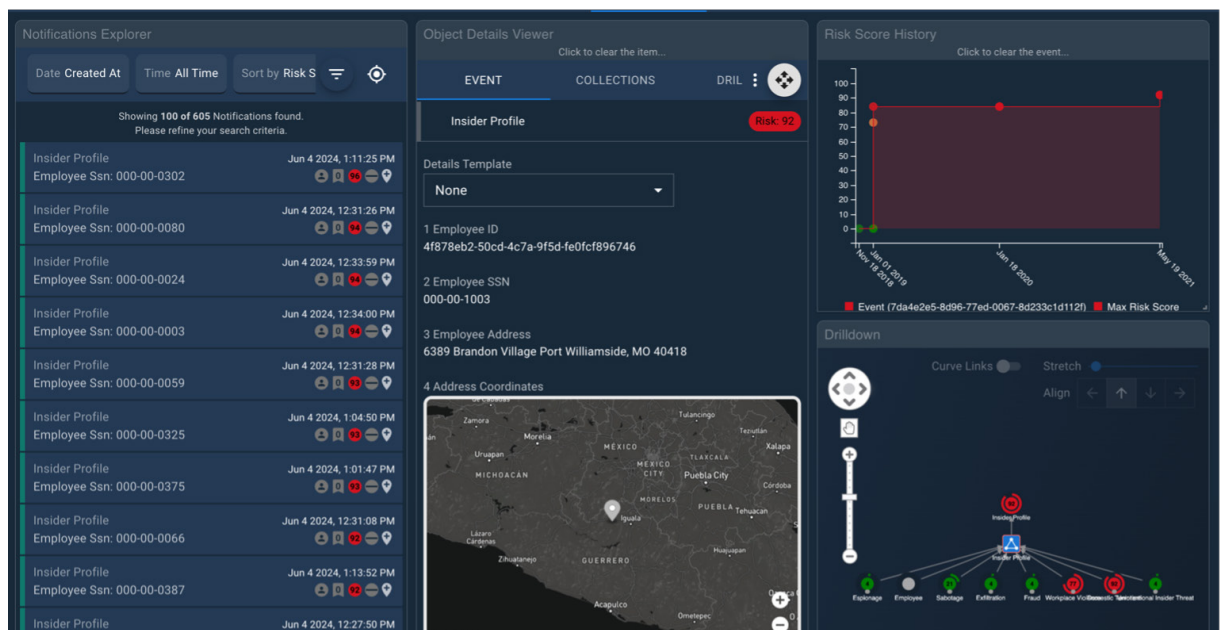 Notifications Explorer
Date Created At
Time All Time
Sort by Risk S
Showing 100 of 605 Notifications found.
Please refine your search criteria.
Insider Profile
Jun 4 2024, 1:11:25 PM
Employee Ssn: 000-00-0302
0
96
Insider Profile
Jun 4 2024, 12:31:26 PM
Employee Ssn: 000-00-0080
0
94
Insider Profile
Jun 4 2024, 12:33:59 PM
Employee Ssn: 000-00-0024
0
94
Insider Profile
Jun 4 2024, 12:34:00 PM
Employee Ssn: 000-00-0003
0
94
Insider Profile
Jun 4 2024, 12:31:28 PM
Employee Ssn: 000-00-0059
0
93
Insider Profile
Jun 4 2024, 1:04:50 PM
Employee Ssn: 000-00-0325
0
93
Insider Profile
Jun 4 2024, 1:01:47 PM
Employee Ssn: 000-00-0375
0
93
Insider Profile
Jun 4 2024, 12:31:08 PM
Employee Ssn: 000-00-0066
0
92
Insider Profile
Jun 4 2024, 1:13:52 PM
Employee Ssn: 000-00-0387
0
92
Insider Profile
Jun 4 2024, 12:27:50 PM
Object Details Viewer
Click to clear the item...
EVENT
COLLECTIONS
DRIL
Insider Profile
Risk: 92
Details Template
None
1 Employee ID
4f878eb2-50cd-4c7a-9f5d-fe0fcf896746
2 Employee SSN
000-00-1003
3 Employee Address
6389 Brandon Village Port Williamside, MO 40418
4 Address Coordinates
Zamora
Tulancingo
Teziutlán
Morelia
MÉXICO
Xalapa
Uruapan
TLAXCALA
MEXICO
CITY
MICHOACÁN
Puebla City
Córdoba
MORELOS
PUEBLA
Tehuacan
Iguala
Lázaro
Cárdenas
Huajuapan
Zihuatanejo
GUERRERO
Acapulco
Ometepec
Risk Score History
Click to clear the event...
100
90
80
70
60
50
40
30
20
10
0
Nov 18 2018
Jan 01 2019
Jan 18 2020
May 19 2021
Event (7da4e2e5-8d96-77ed-0067-8d233c1d112f)
Max Risk Score
Drilldown
Curve Links
Stretch
Align
Insider Profile
Insider Profile
Espionage
Employee
Sabotage
Exfiltration
Fraud
Workplace
Insider Threat